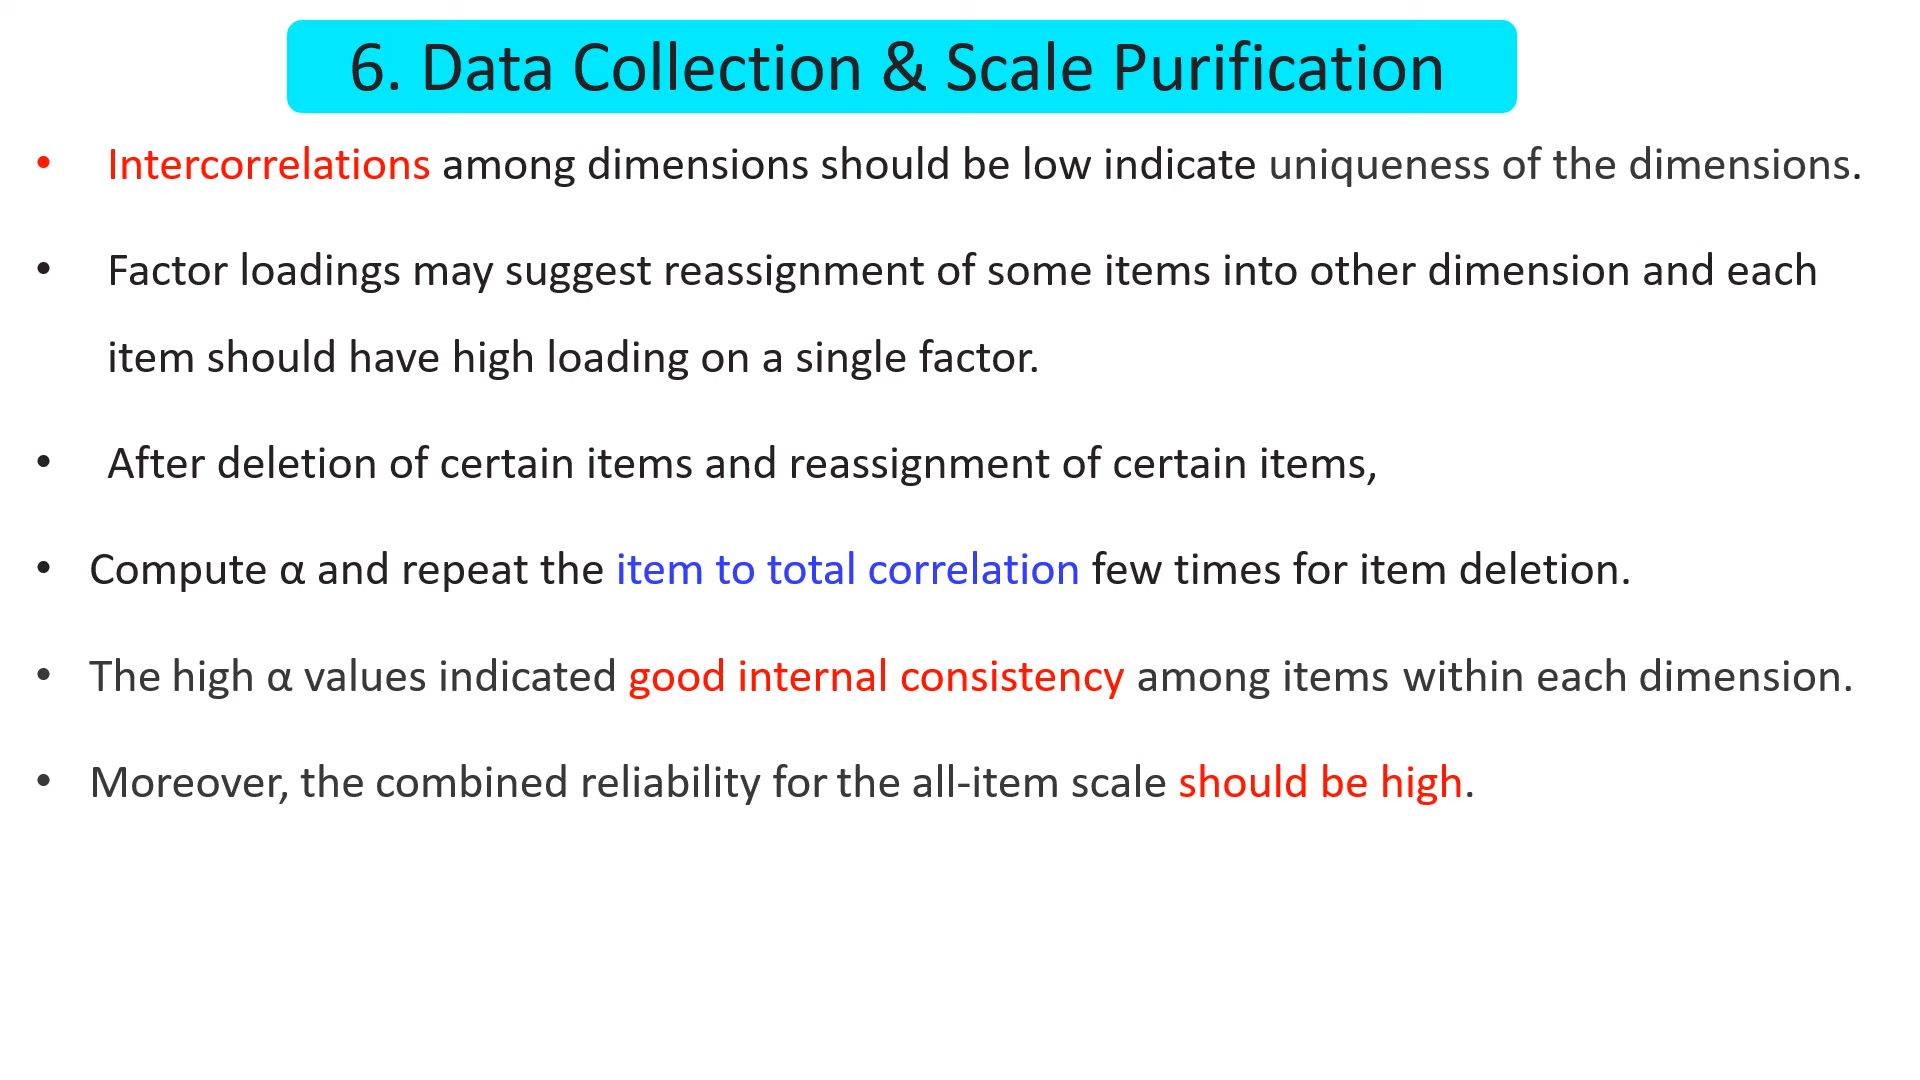 6. Data Collection & Scale Purification
• Intercorrelations among dimensions should be low indicate uniqueness of the dimensions.
• Factor loadings may suggest reassignment of some items into other dimension and each
item should have high loading on a single factor.
• After deletion of certain items and reassignment of certain items,
• Compute α and repeat the item to total correlation few times for item deletion.
• The high α values indicated good internal consistency among items within each dimension.
• Moreover, the combined reliability for the all-item scale should be high.